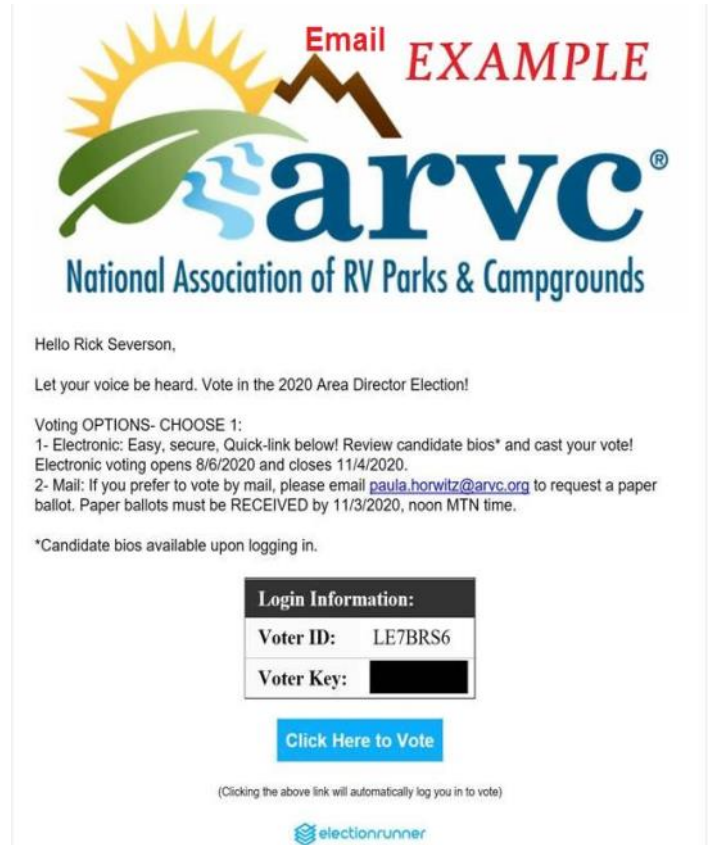 Email EXAMPLE
arvc®
National Association of RV Parks & Campgrounds
Hello Rick Severson,
Let your voice be heard. Vote in the 2020 Area Director Election!
Voting OPTIONS- CHOOSE 1:
1- Electronic: Easy, secure, Quick-link below! Review candidate bios* and cast your vote!
Electronic voting opens 8/6/2020 and closes 11/4/2020.
2- Mail: If you prefer to vote by mail, please email paula.horwitz@arvc.org to request a paper
ballot. Paper ballots must be RECEIVED by 11/3/2020, noon MTN time.
*Candidate bios available upon logging in.
Login Information:
Voter ID: LE7BRS6
Voter Key:
Click Here to Vote
(Clicking the above link will automatically log you in to vote)
electionrunner